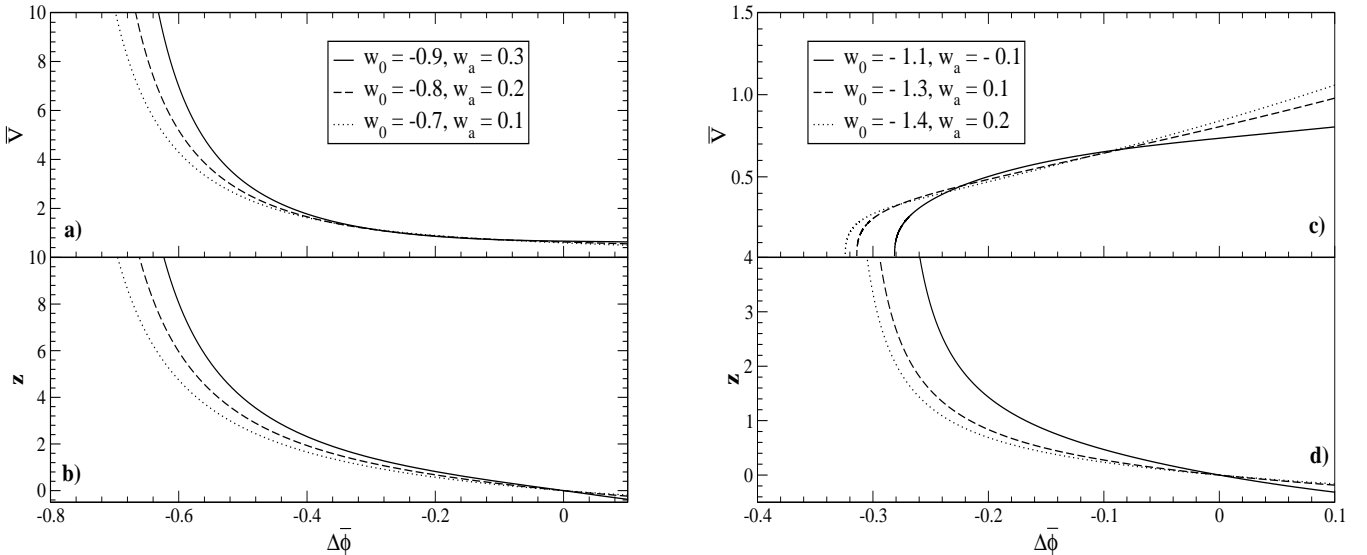 10
8
6
4
2
V̄
a)
w₀ = -0.9, wₐ = 0.3
w₀ = -0.8, wₐ = 0.2
w₀ = -0.7, wₐ = 0.1
10
8
6
4
2
0
z
b)
-0.8 -0.6 -0.4 -0.2 0
Δϕ̄
1.5
1.0
0.5
V̄
c)
w₀ = - 1.1, wₐ = - 0.1
w₀ = - 1.3, wₐ = 0.1
w₀ = - 1.4, wₐ = 0.2
4
3
2
1
0
z
d)
-0.4 -0.3 -0.2 -0.1 0 0.1
Δϕ̄